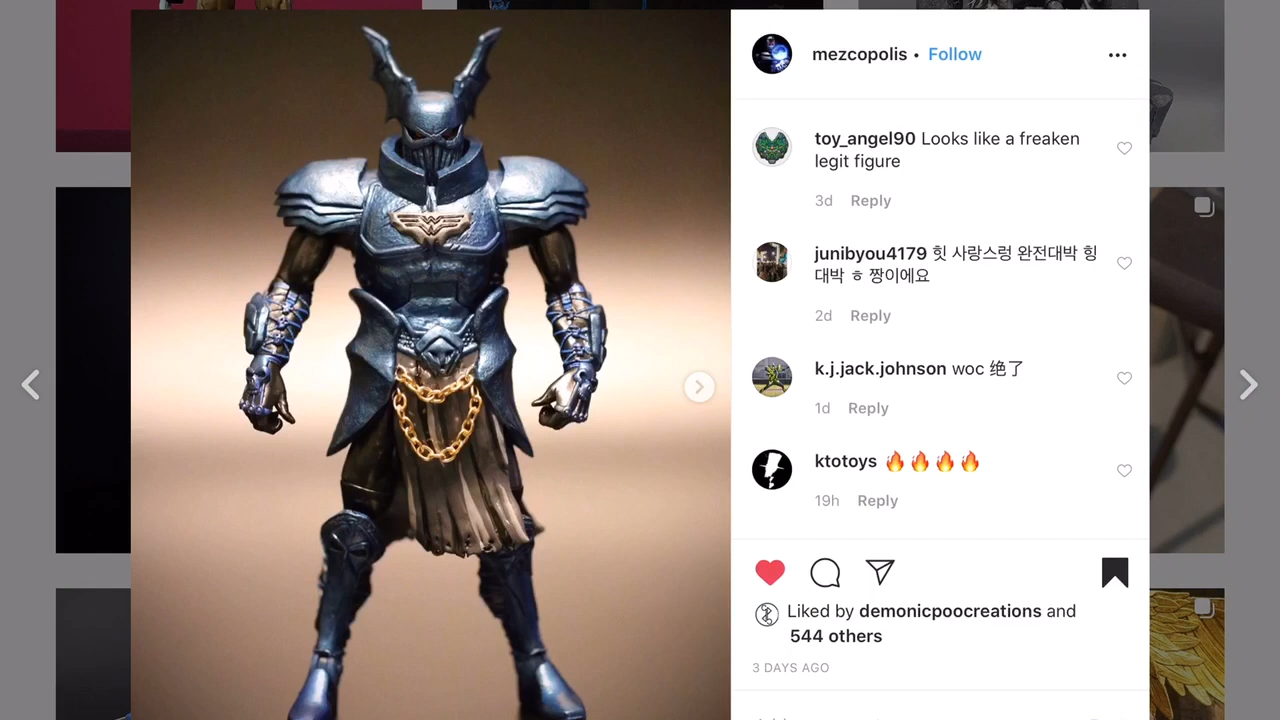 mezcopolis • Follow
toy_angel90 Looks like a freaken
legit figure
3d Reply
junibyou4179 힛 사랑스렁 완전대박 힝
대박 ㅎ 짱이에요
2d Reply
k.j.jack.johnson woc 绝了
1d Reply
ktotoys 🔥🔥🔥🔥
19h Reply
Liked by demonicpoocreations and
544 others
3 DAYS AGO